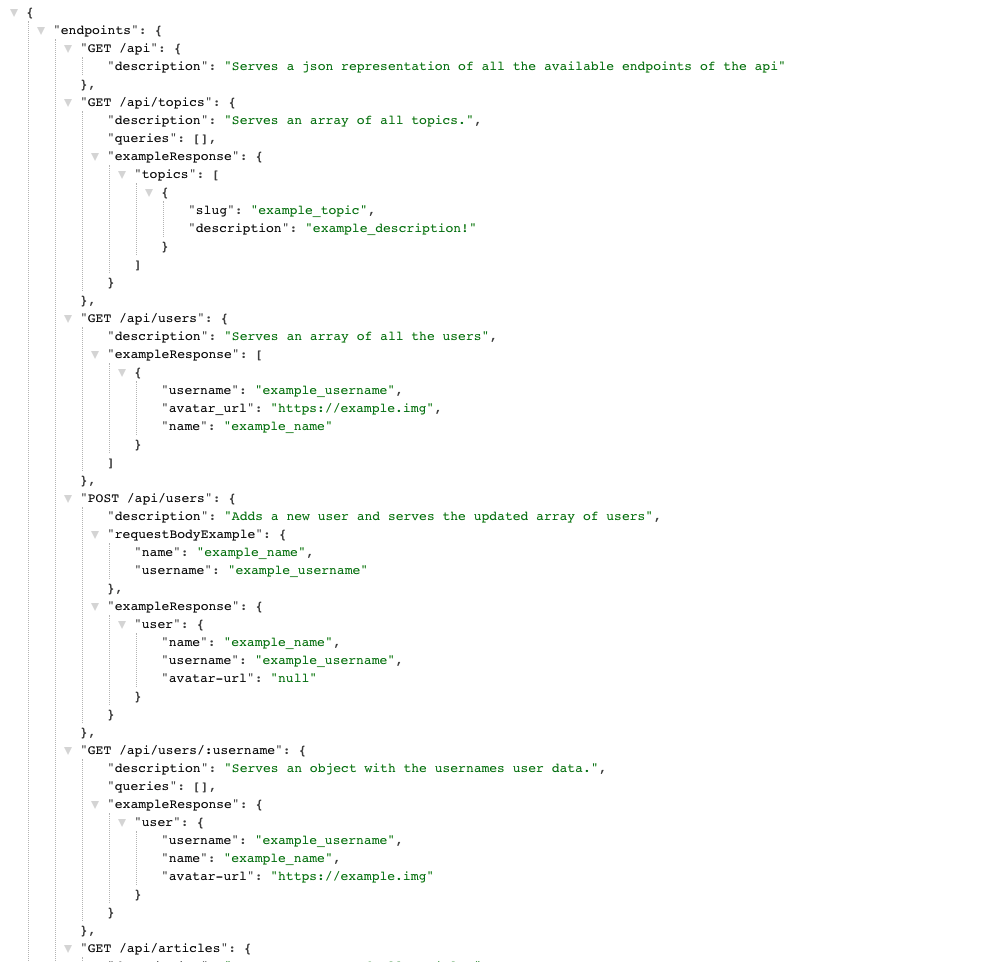 {
"endpoints": {
"GET /api": {
"description": "Serves a json representation of all the available endpoints of the api"
},
"GET /api/topics": {
"description": "Serves an array of all topics.",
"queries": [],
"exampleResponse": {
"topics": [
{
"slug": "example_topic",
"description": "example_description!"
}
]
}
},
"GET /api/users": {
"description": "Serves an array of all the users",
"exampleResponse": [
{
"username": "example_username",
"avatar_url": "https://example.img",
"name": "example_name"
}
]
},
"POST /api/users": {
"description": "Adds a new user and serves the updated array of users",
"requestBodyExample": {
"name": "example_name",
"username": "example_username"
},
"exampleResponse": {
"user": {
"name": "example_name",
"username": "example_username",
"avatar-url": "null"
}
}
},
"GET /api/users/:username": {
"description": "Serves an object with the usernames user data.",
"queries": [],
"exampleResponse": {
"user": {
"username": "example_username",
"name": "example_name",
"avatar-url": "https://example.img"
}
}
},
"GET /api/articles": {